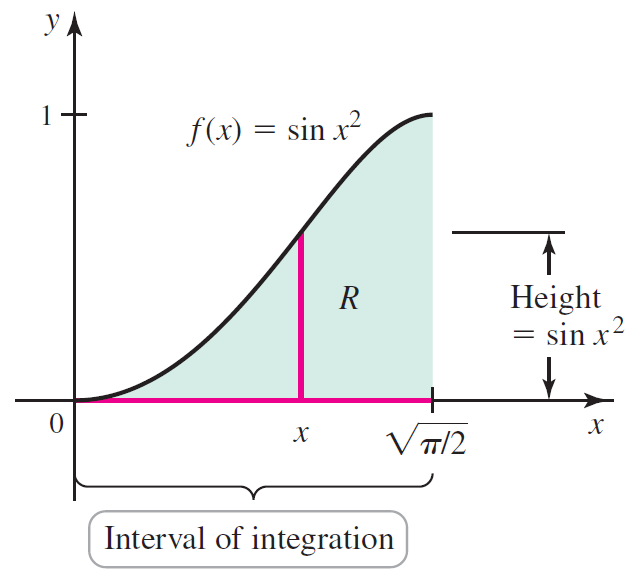 y
1
f(x) = sin x²
R
Height
= sin x²
0
x
√π/2
x
Interval of integration